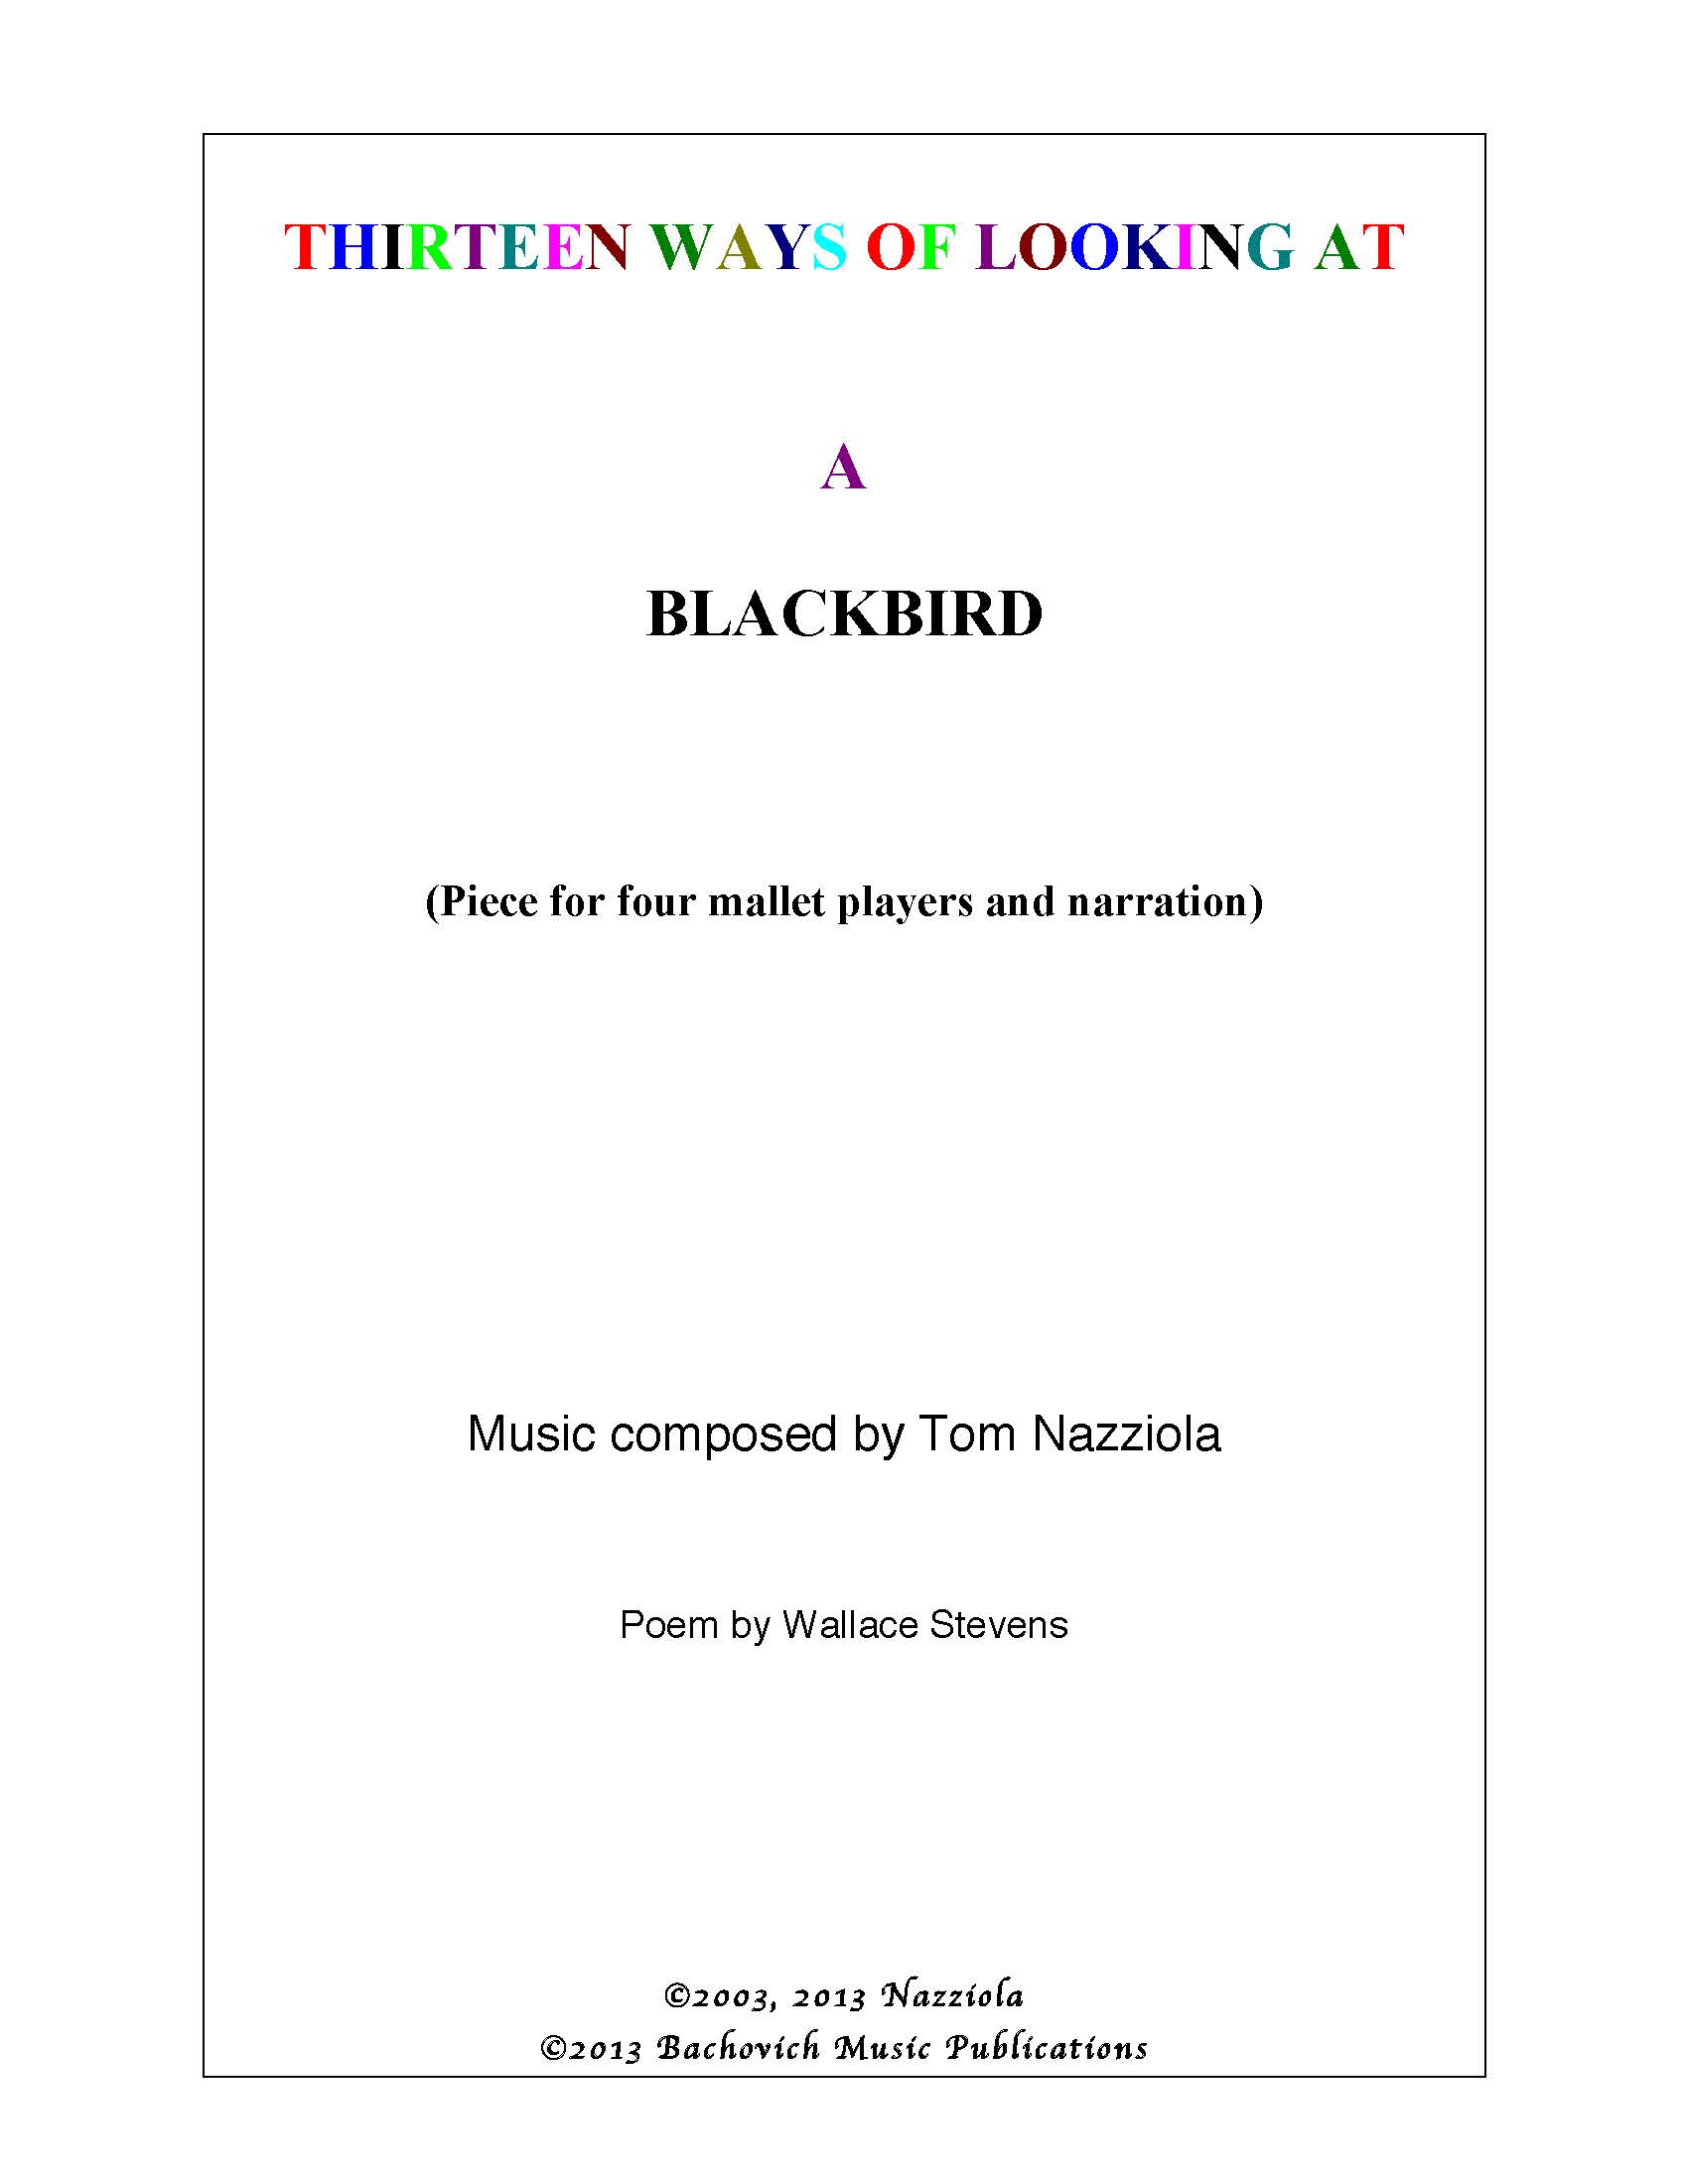 THIRTEEN WAYS OF LOOKING AT
A
BLACKBIRD
(Piece for four mallet players and narration)
Music composed by Tom Nazziola
Poem by Wallace Stevens
©2003, 2013 Nazziola
©2013 Bachovich Music Publications